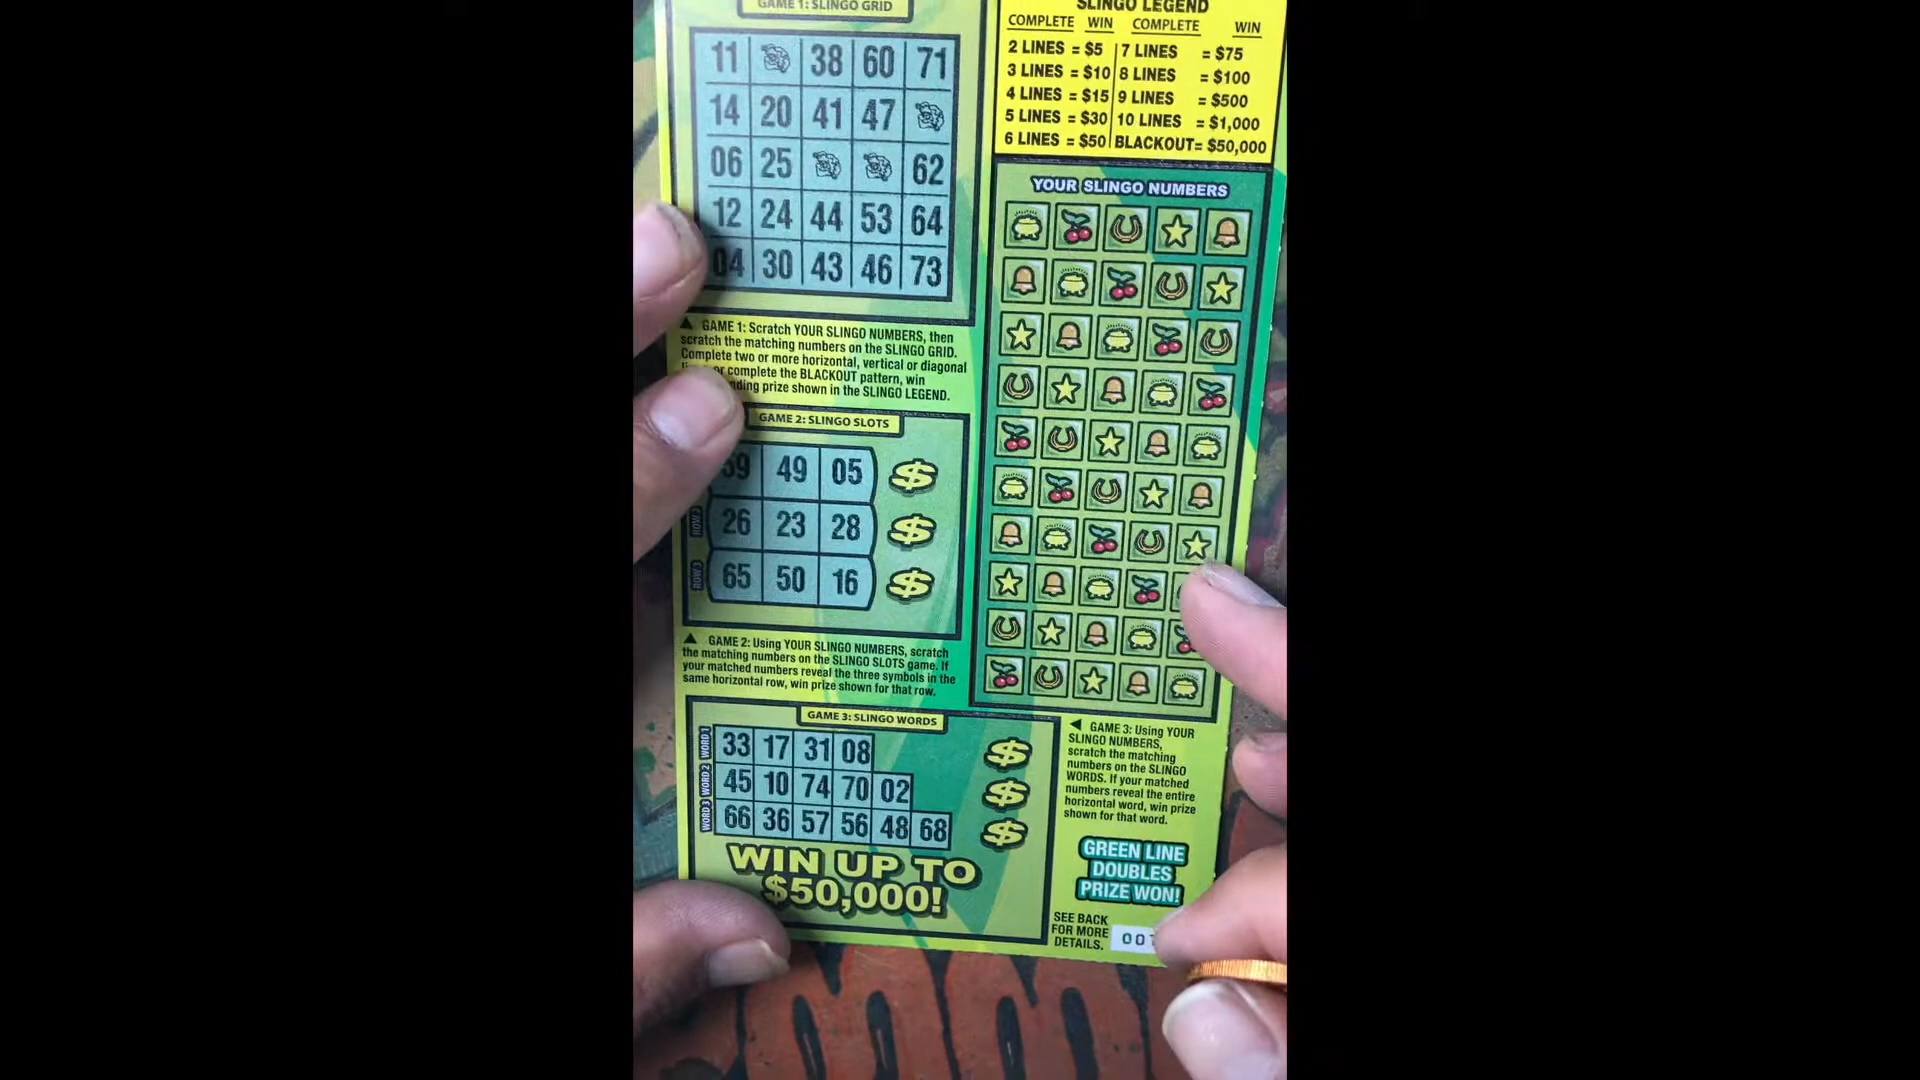 GAME 1: SLINGO GRID
11 38 60 71
14 20 41 47
06 25 62
12 24 44 53 64
04 30 43 46 73
▲ GAME 1: Scratch YOUR SLINGO NUMBERS, then
scratch the matching numbers on the SLINGO GRID.
Complete two or more horizontal, vertical or diagonal
or complete the BLACKOUT pattern, win
prize shown in the SLINGO LEGEND.
GAME 2: SLINGO SLOTS
59 49 05 $
ROW 2 26 23 28 $
ROW 3 65 50 16 $
▲ GAME 2: Using YOUR SLINGO NUMBERS, scratch
the matching numbers on the SLINGO SLOTS game. If
your matched numbers reveal the three symbols in the
same horizontal row, win prize shown for that row.
GAME 3: SLINGO WORDS
WORD 1 33 17 31 08 $
WORD 2 45 10 74 70 02 $
WORD 3 66 36 57 56 48 68 $
WIN UP TO
$50,000!
SLINGO LEGEND
COMPLETE WIN COMPLETE WIN
2 LINES = $5 7 LINES = $75
3 LINES = $10 8 LINES = $100
4 LINES = $15 9 LINES = $500
5 LINES = $30 10 LINES = $1,000
6 LINES = $50 BLACKOUT= $50,000
YOUR SLINGO NUMBERS
◄ GAME 3: Using YOUR
SLINGO NUMBERS,
scratch the matching
numbers on the SLINGO
WORDS. If your matched
numbers reveal the entire
horizontal word, win prize
shown for that word.
GREEN LINE
DOUBLES
PRIZE WON!
SEE BACK
FOR MORE
DETAILS. 007